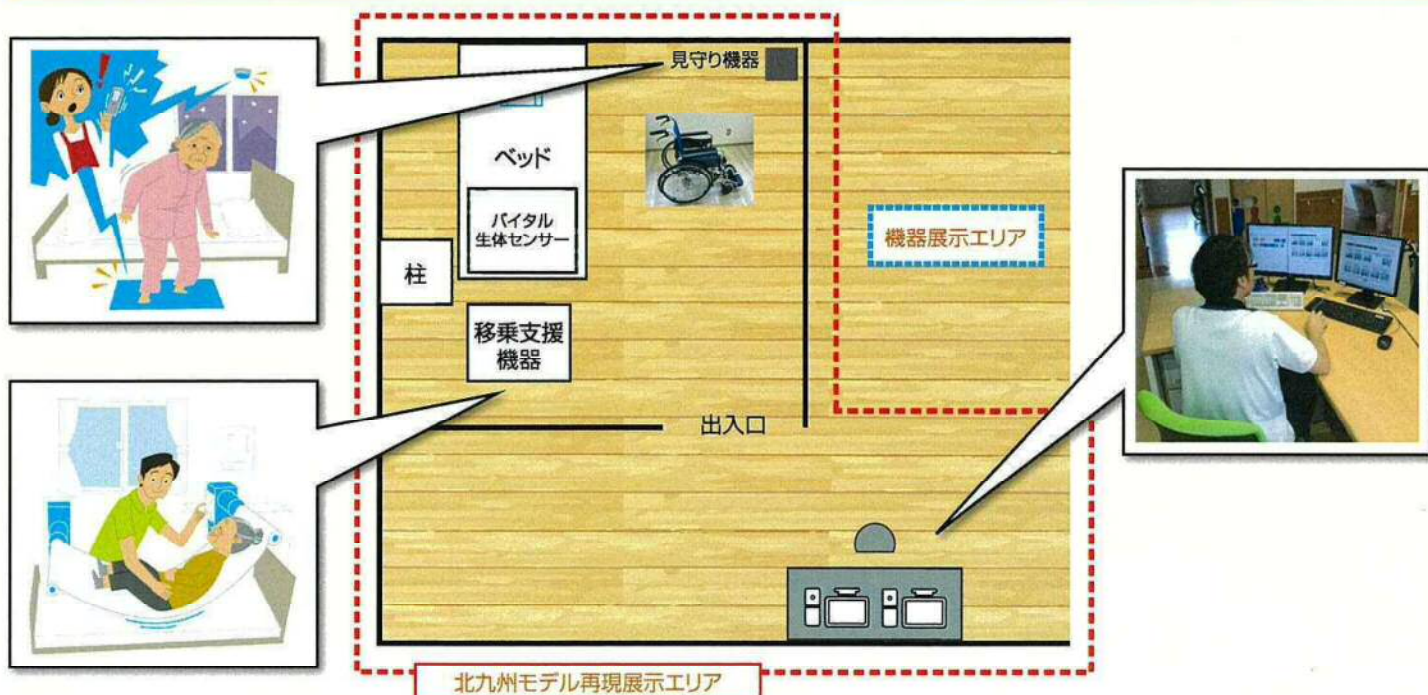 見守り機器
ベッド
バイタル
生体センサー
機器展示エリア
柱
移乗支援
機器
出入口
北九州モデル再現展示エリア